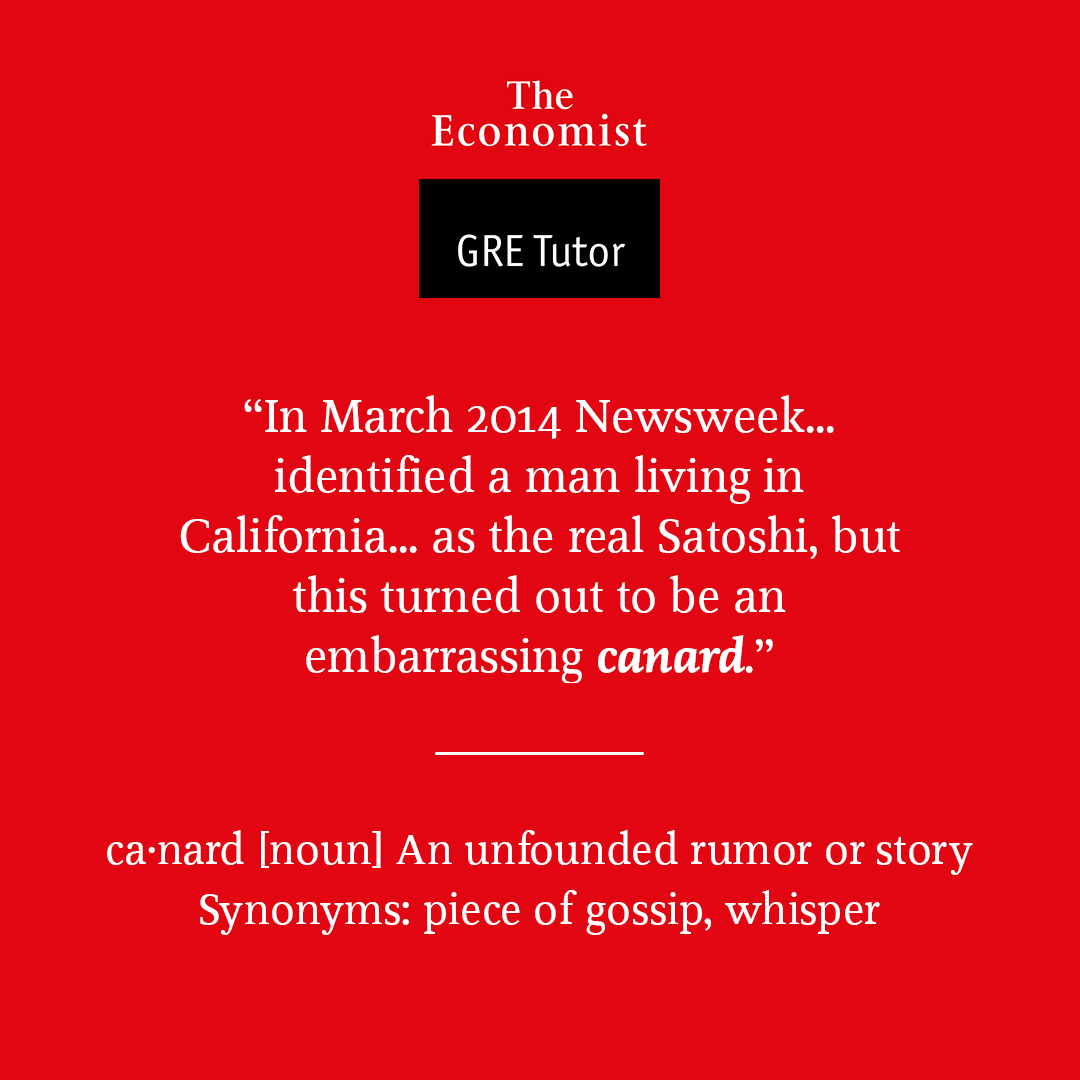 The
Economist
GRE Tutor
“In March 2014 Newsweek...
identified a man living in
California... as the real Satoshi, but
this turned out to be an
embarrassing canard.”
ca·nard [noun] An unfounded rumor or story
Synonyms: piece of gossip, whisper